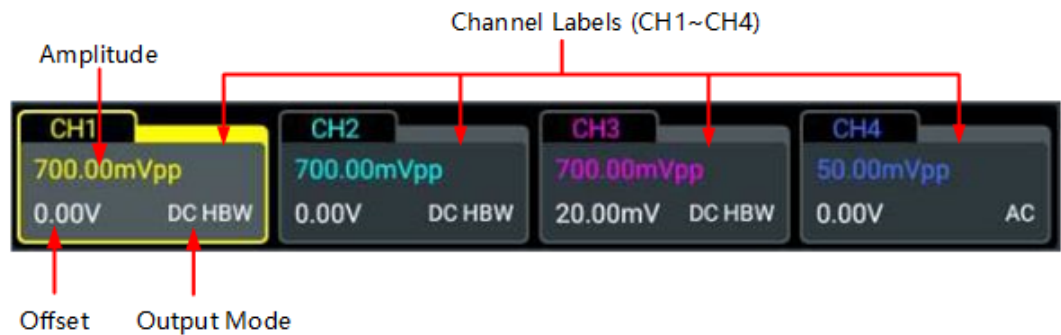 Channel Labels (CH1~CH4)
Amplitude
CH1 CH2 CH3 CH4
700.00mVpp 700.00mVpp 700.00mVpp 50.00mVpp
0.00V DC HBW 0.00V DC HBW 20.00mV DC HBW 0.00V AC
Offset Output Mode